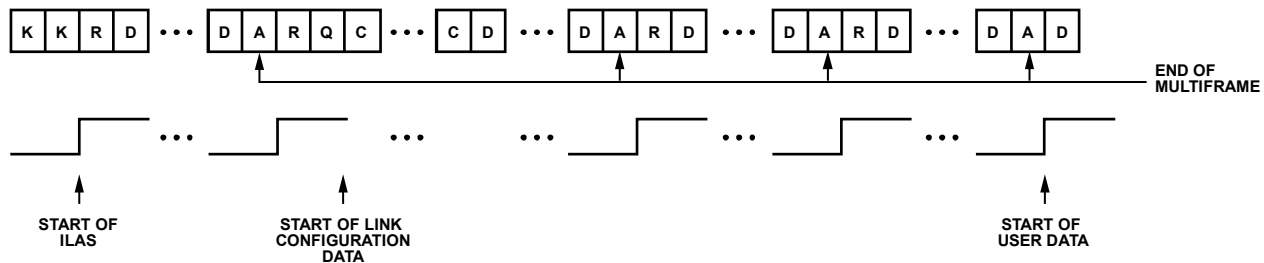 K K R D ••• D A R Q C ••• C D ••• D A R D ••• D A R D ••• D A D
END OF
MULTIFRAME
••• ••• ••• ••• •••
START OF
ILAS
START OF LINK
CONFIGURATION
DATA
START OF
USER DATA